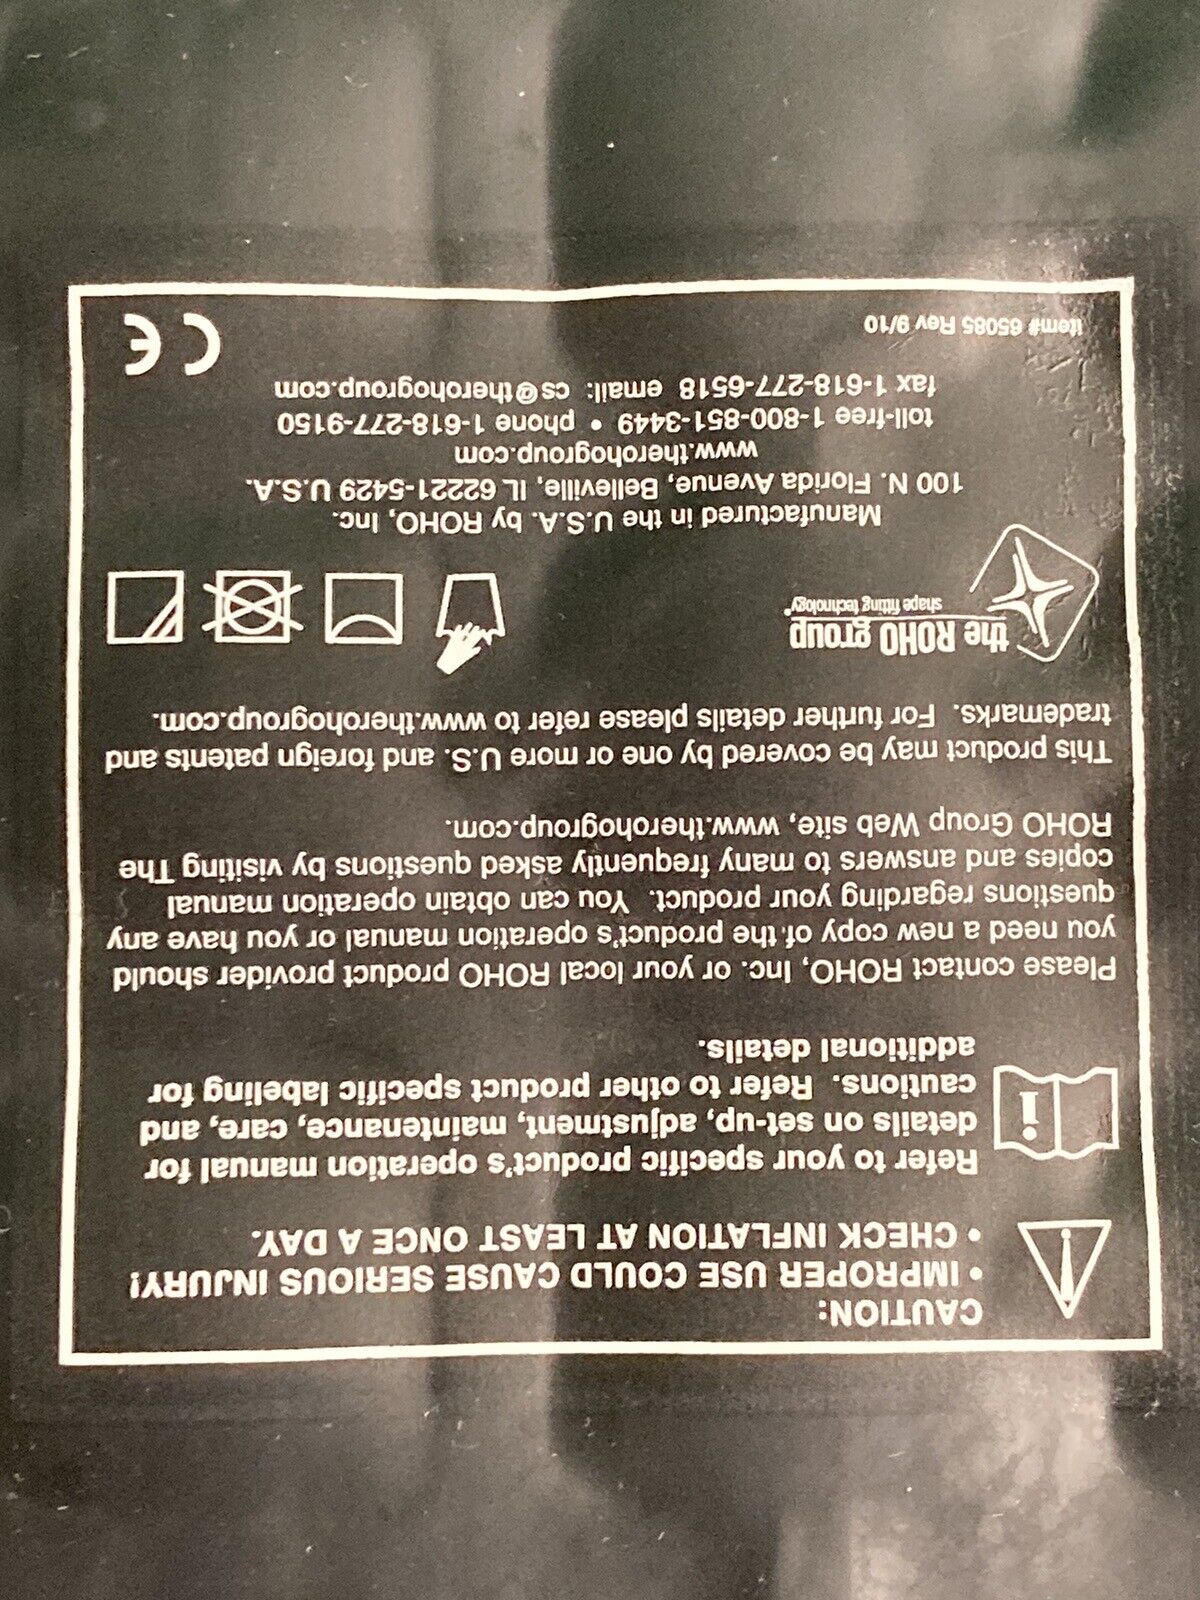 CAUTION:
• IMPROPER USE COULD CAUSE SERIOUS INJURY!
• CHECK INFLATION AT LEAST ONCE A DAY.
Refer to your specific product's operation manual for
details on set-up, adjustment, maintenance, care, and
cautions. Refer to other product specific labeling for
additional details.
Please contact ROHO, Inc. or your local ROHO product provider should
you need a new copy of the product's operation manual or you have any
questions regarding your product. You can obtain operation manual
copies and answers to many frequently asked questions by visiting The
ROHO Group Web site, www.therohogroup.com.
This product may be covered by one or more U.S. and foreign patents and
trademarks. For further details please refer to www.therohogroup.com.
the ROHO group
shape fitting technology®
Manufactured in the U.S.A. by ROHO, Inc.
100 N. Florida Avenue, Belleville, IL 62221-5429 U.S.A.
www.therohogroup.com
toll-free 1-800-851-3449 • phone 1-618-277-9150
fax 1-618-277-6518 email: cs@therohogroup.com
Item# 65085 Rev 9/10
CE